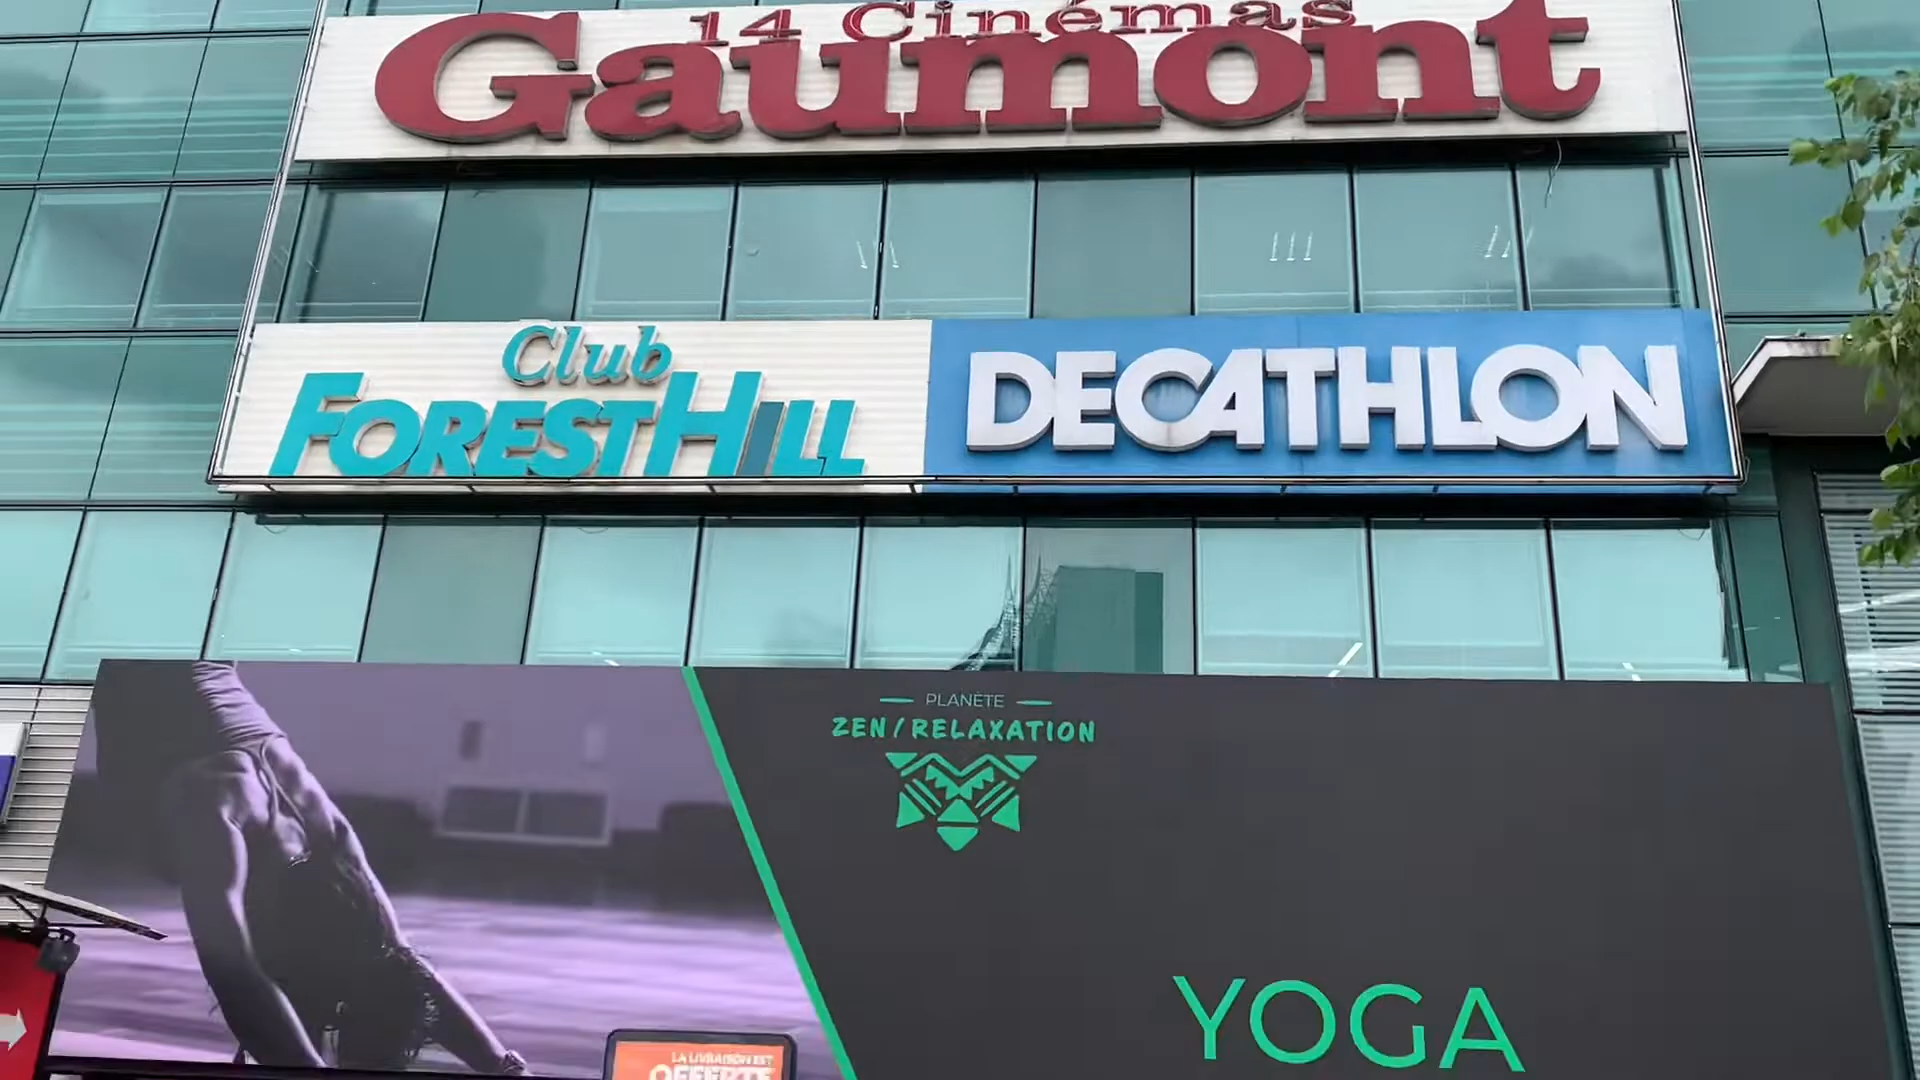 14 Cinémas
Gaumont
Club
FORESTHILL
DECATHLON
PLANÈTE
ZEN/RELAXATION
YOGA
LA LIVRAISON EST
OFFERTE